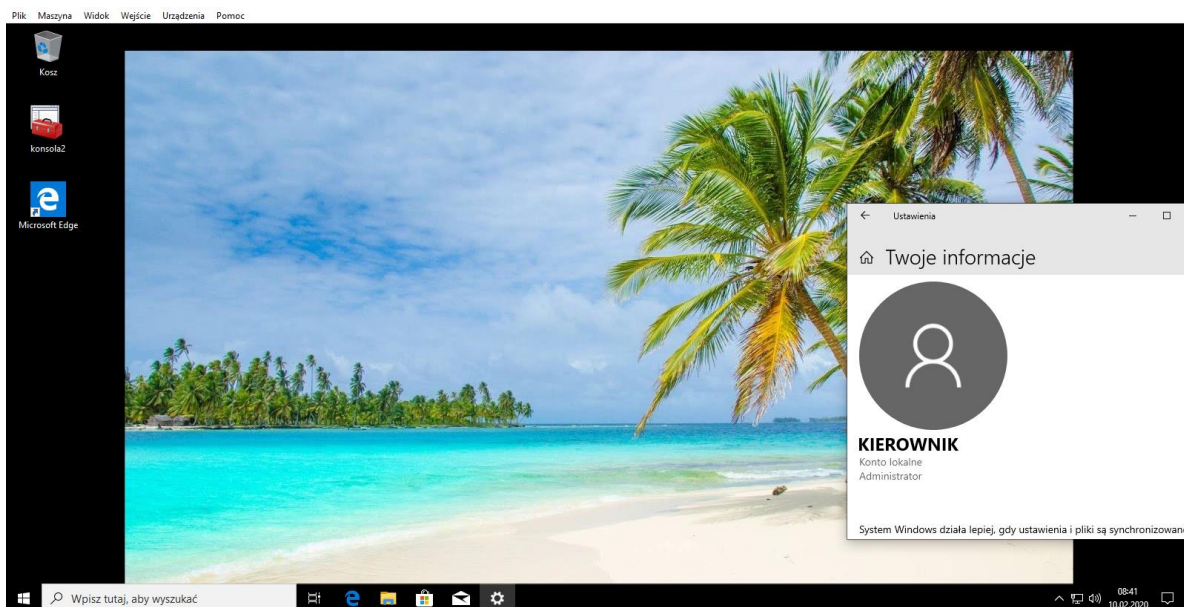 Plik Maszyna Widok Wejście Urządzenia Pomoc
Kosz
konsola2
Microsoft Edge
Ustawienia
Twoje informacje
KIEROWNIK
Konto lokalne
Administrator
System Windows działa lepiej, gdy ustawienia i pliki są synchronizowane
Wpisz tutaj, aby wyszukać
08:41
10.02.2020